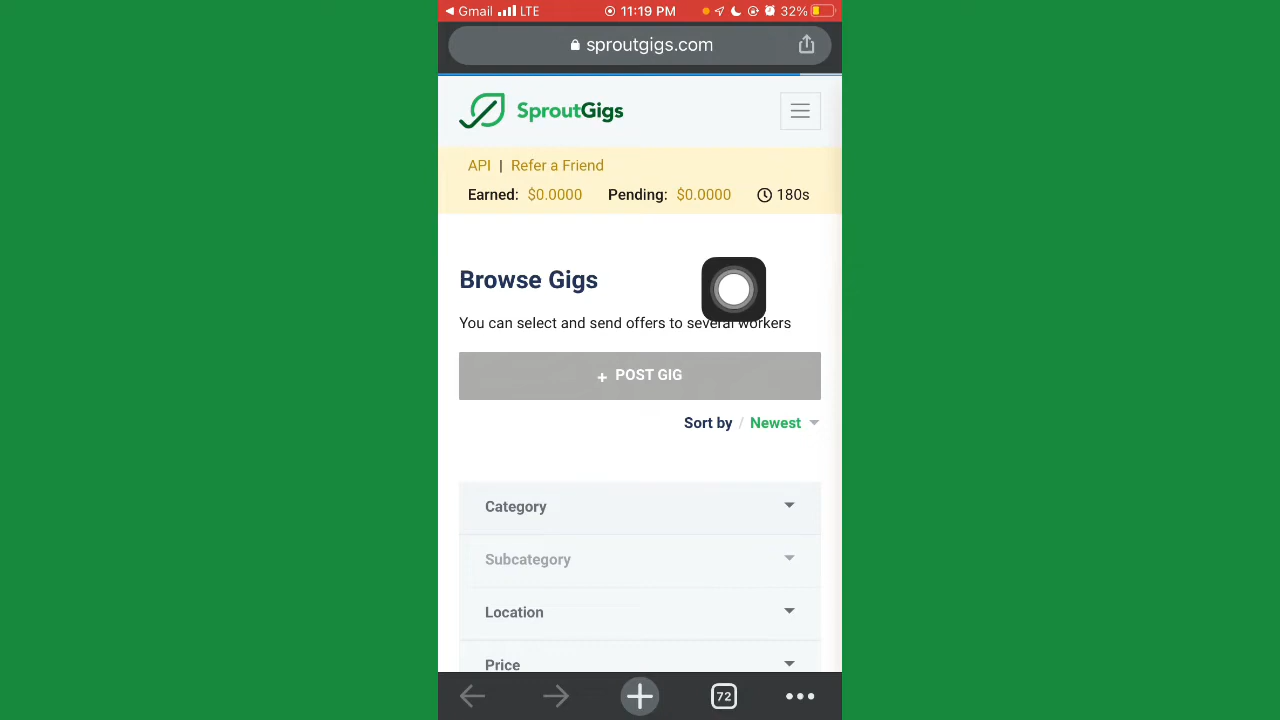 Gmail LTE 11:19 PM 32%
sproutgigs.com
SproutGigs
API | Refer a Friend
Earned: $0.0000 Pending: $0.0000 180s
Browse Gigs
You can select and send offers to several workers
+ POST GIG
Sort by / Newest
Category
Subcategory
Location
Price
72